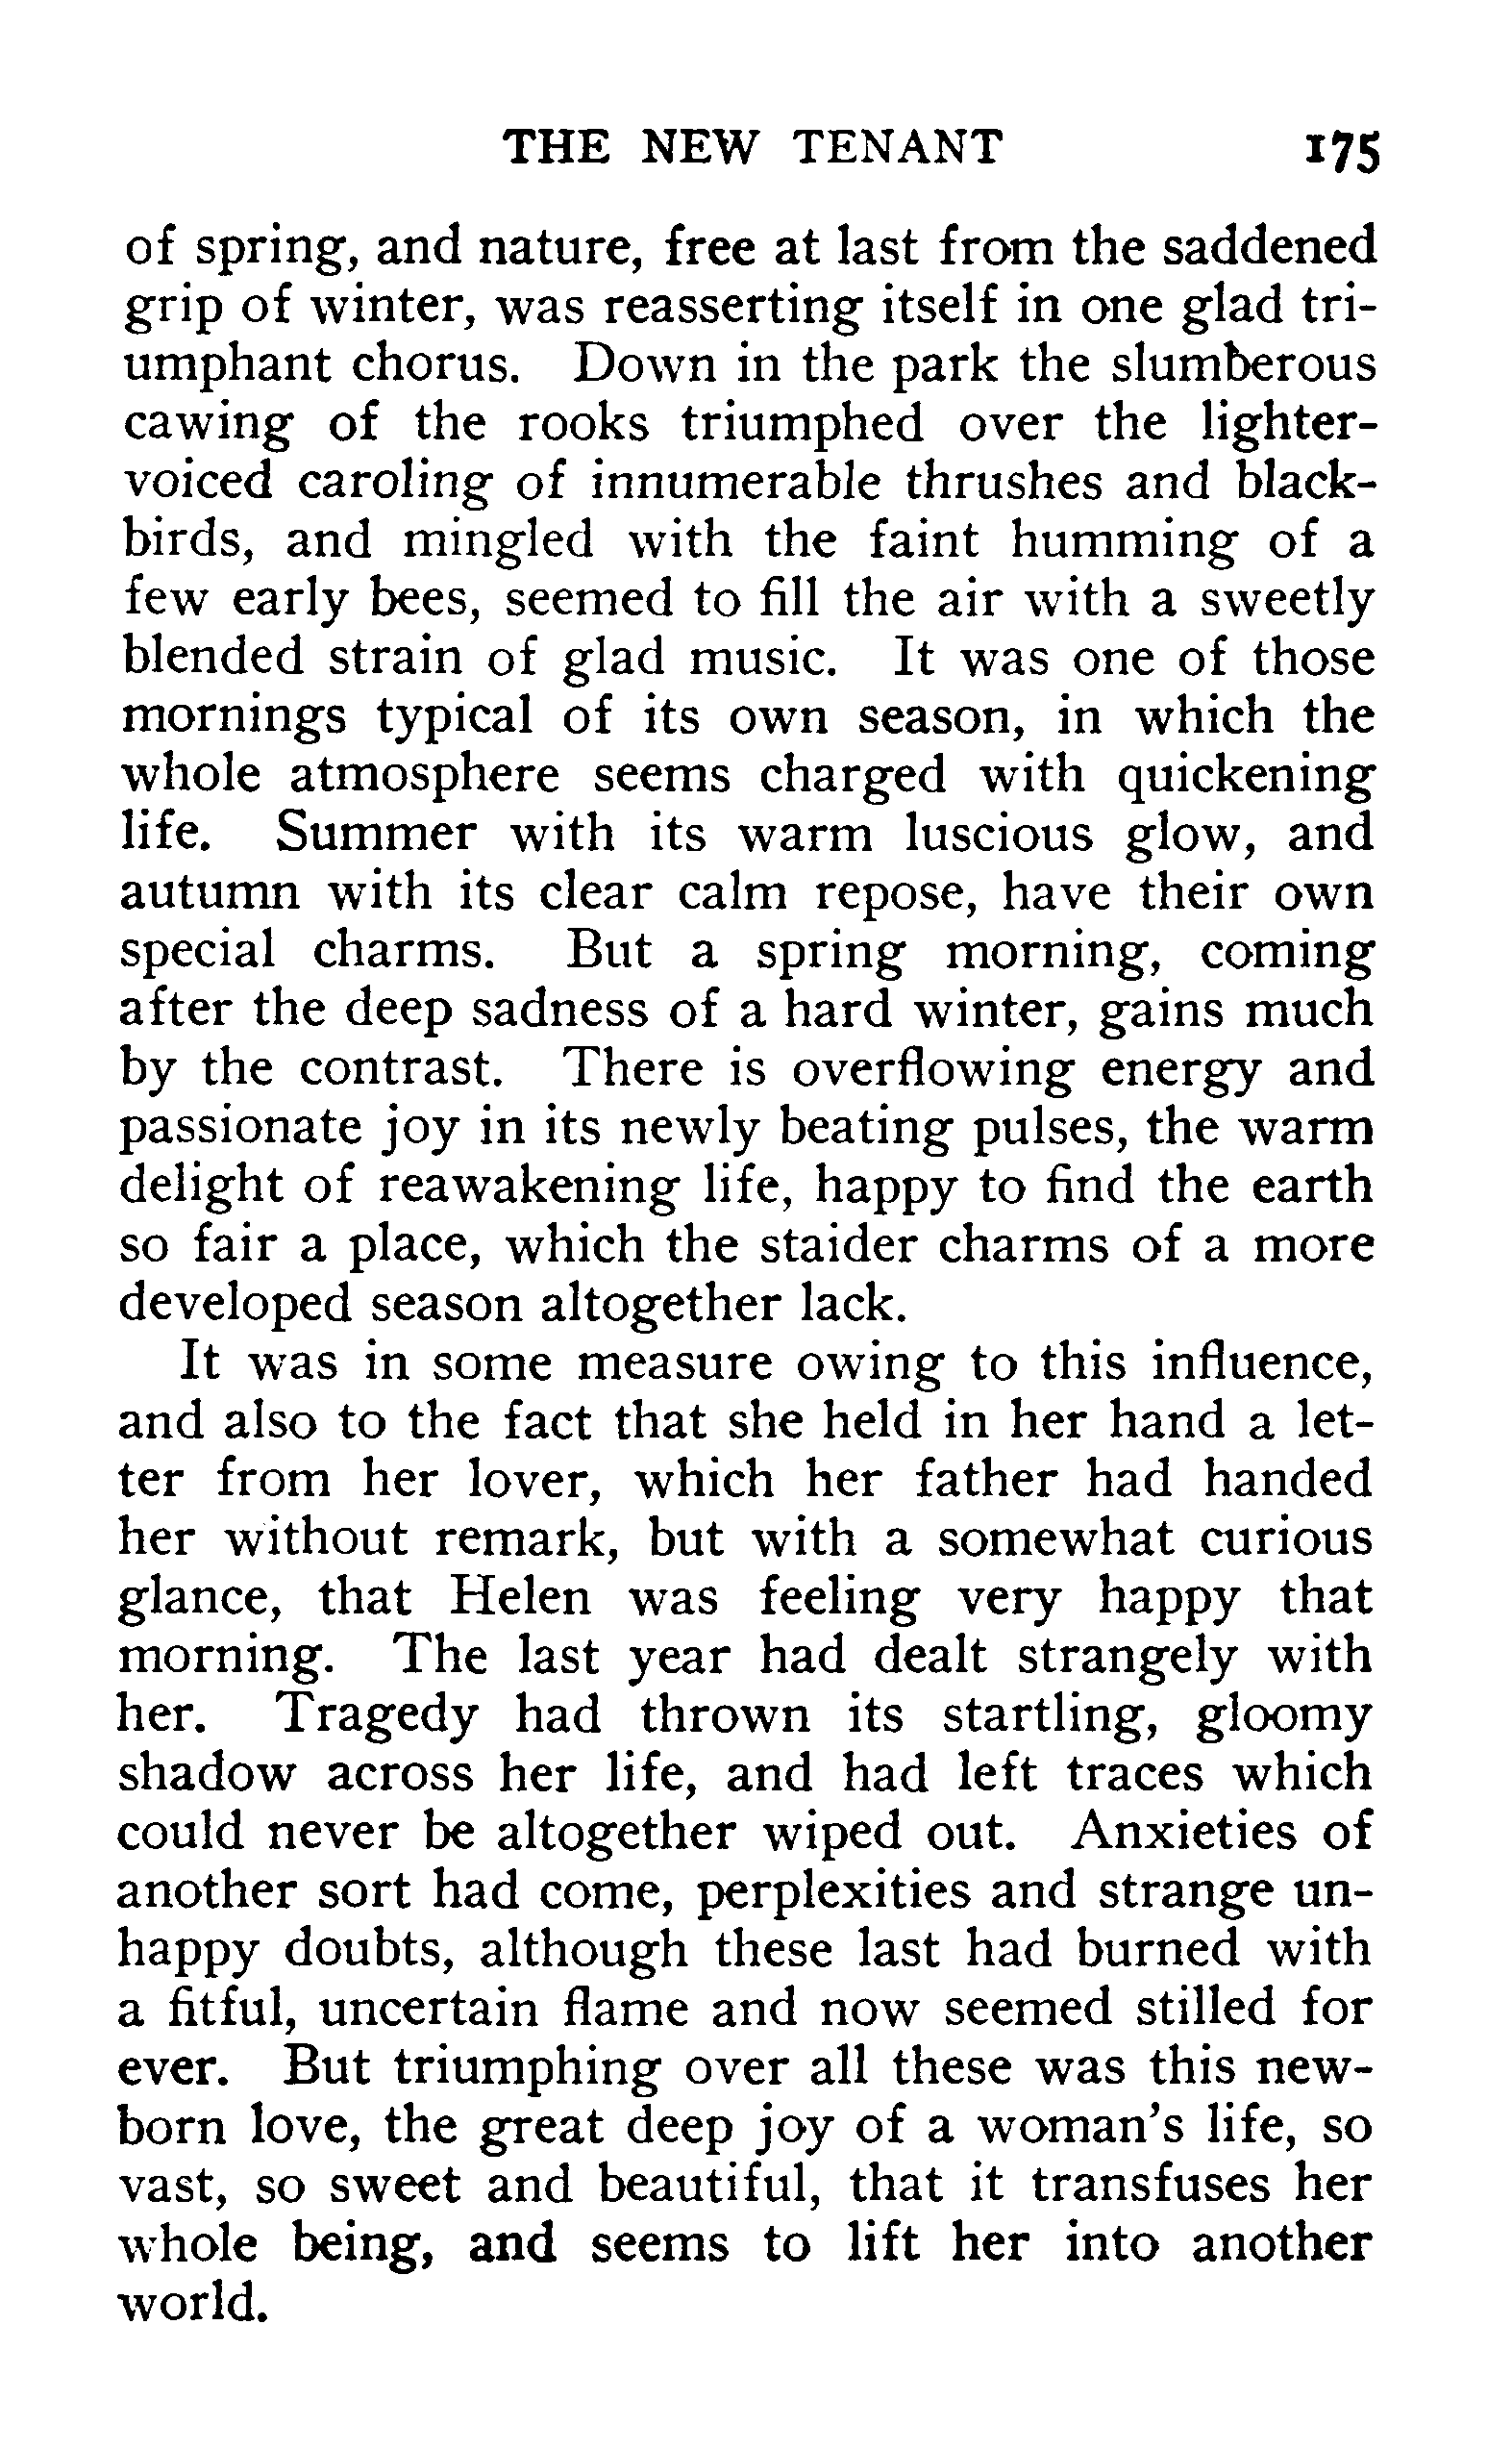 THE NEW TENANT 175
of spring, and nature, free at last from the saddened
grip of winter, was reasserting itself in one glad tri-
umphant chorus. Down in the park the slumberous
cawing of the rooks triumphed over the lighter-
voiced caroling of innumerable thrushes and black-
birds, and mingled with the faint humming of a
few early bees, seemed to fill the air with a sweetly
blended strain of glad music. It was one of those
mornings typical of its own season, in which the
whole atmosphere seems charged with quickening
life. Summer with its warm luscious glow, and
autumn with its clear calm repose, have their own
special charms. But a spring morning, coming
after the deep sadness of a hard winter, gains much
by the contrast. There is overflowing energy and
passionate joy in its newly beating pulses, the warm
delight of reawakening life, happy to find the earth
so fair a place, which the staider charms of a more
developed season altogether lack.
It was in some measure owing to this influence,
and also to the fact that she held in her hand a let-
ter from her lover, which her father had handed
her without remark, but with a somewhat curious
glance, that Helen was feeling very happy that
morning. The last year had dealt strangely with
her. Tragedy had thrown its startling, gloomy
shadow across her life, and had left traces which
could never be altogether wiped out. Anxieties of
another sort had come, perplexities and strange un-
happy doubts, although these last had burned with
a fitful, uncertain flame and now seemed stilled for
ever. But triumphing over all these was this new-
born love, the great deep joy of a woman's life, so
vast, so sweet and beautiful, that it transfuses her
whole being, and seems to lift her into another
world.